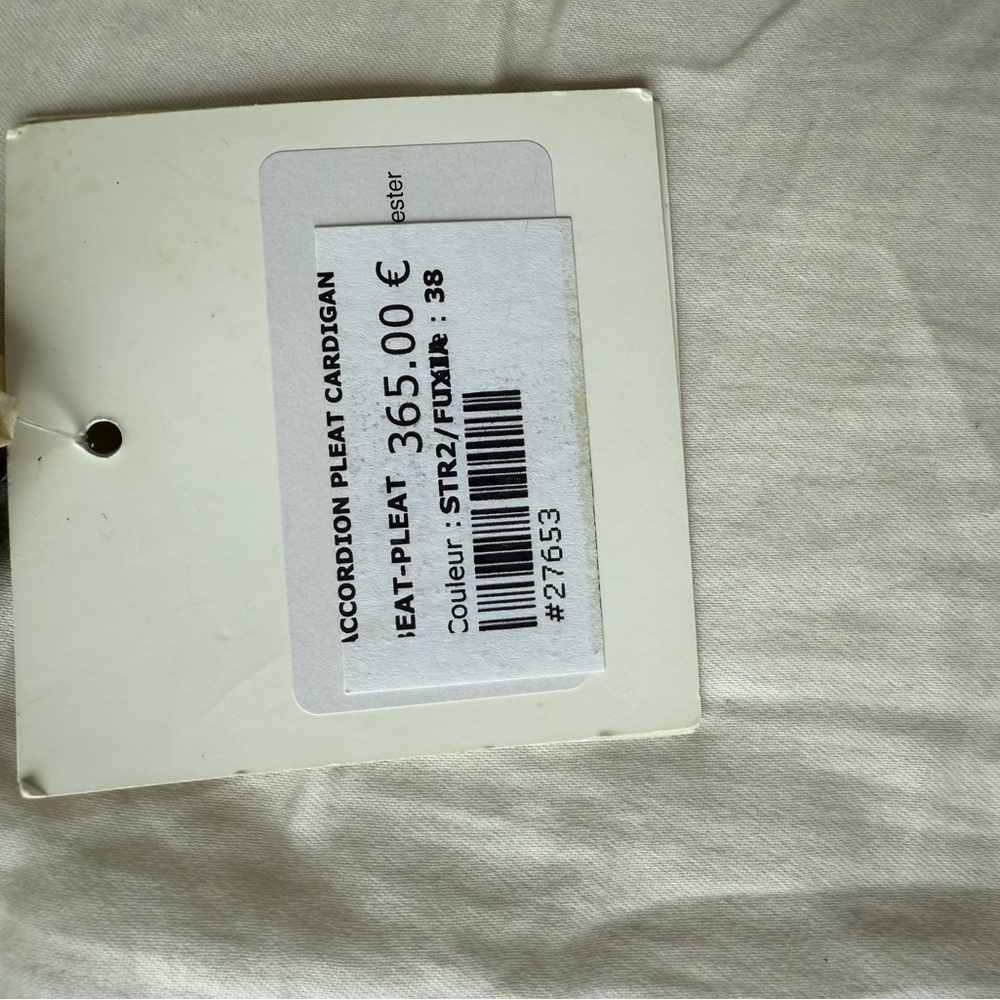 ester
ACCORDION PLEAT CARDIGAN
BEAT-PLEAT 365.00 €
Couleur : STR2/FUXIA : 38
#27653